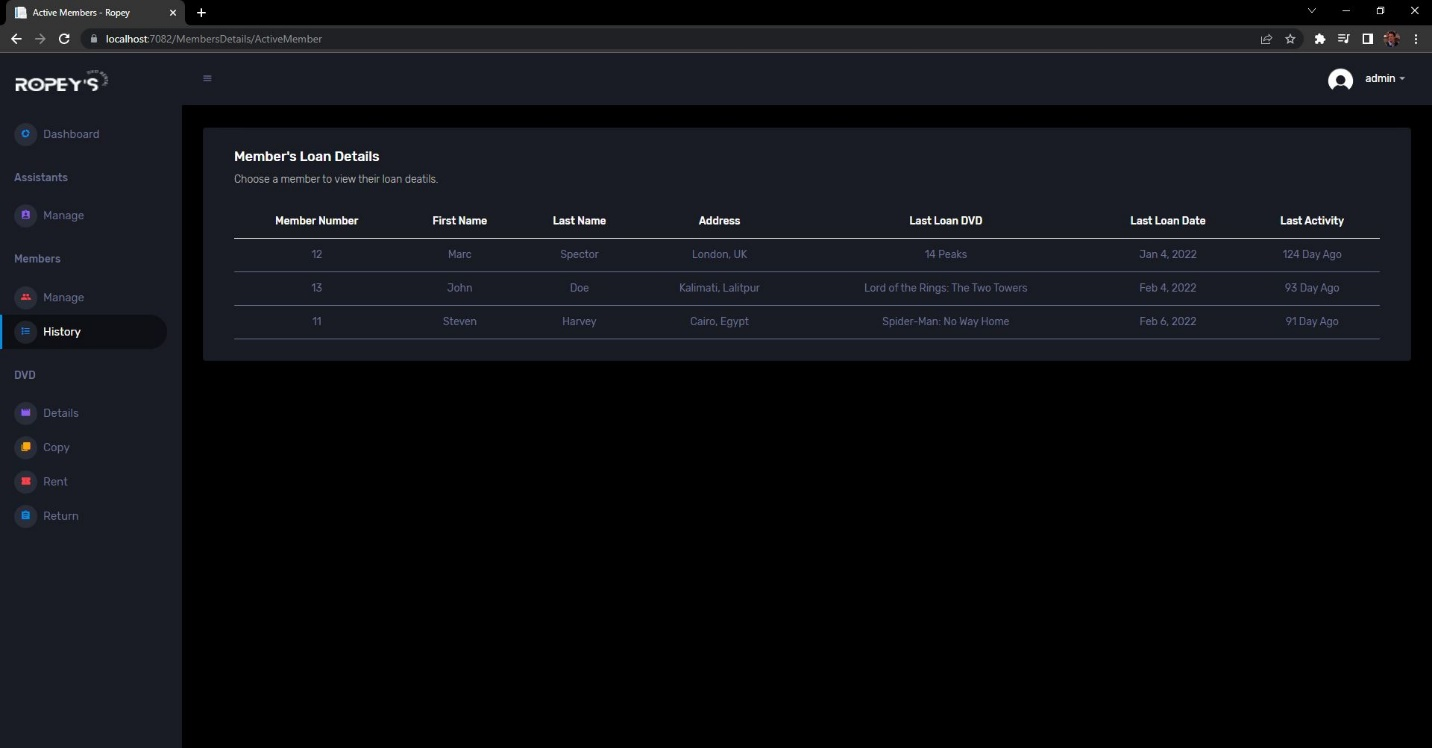 Active Members - Ropey
localhost:7082/MembersDetails/ActiveMember
ROPEY'S
admin
Dashboard
Assistants
Manage
Members
Manage
History
DVD
Details
Copy
Rent
Return
Member's Loan Details
Choose a member to view their loan deatils.
Member Number First Name Last Name Address Last Loan DVD Last Loan Date Last Activity
12 Marc Spector London, UK 14 Peaks Jan 4, 2022 124 Day Ago
13 John Doe Kalimati, Lalitpur Lord of the Rings: The Two Towers Feb 4, 2022 93 Day Ago
11 Steven Harvey Cairo, Egypt Spider-Man: No Way Home Feb 6, 2022 91 Day Ago